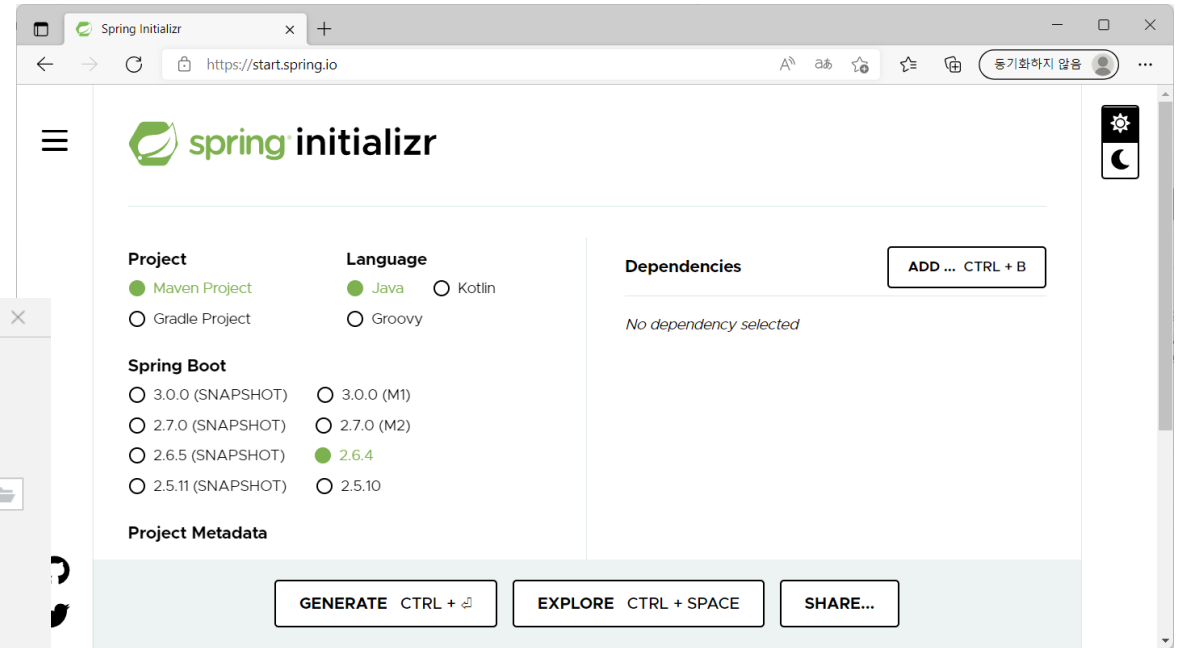 Spring Initializr
https://start.spring.io
동기화하지 않음
spring initializr
Project
Maven Project
Gradle Project
Language
Java Kotlin
Groovy
Spring Boot
3.0.0 (SNAPSHOT) 3.0.0 (M1)
2.7.0 (SNAPSHOT) 2.7.0 (M2)
2.6.5 (SNAPSHOT) 2.6.4
2.5.11 (SNAPSHOT) 2.5.10
Project Metadata
Dependencies
ADD ... CTRL + B
No dependency selected
GENERATE CTRL + ⏎
EXPLORE CTRL + SPACE
SHARE...